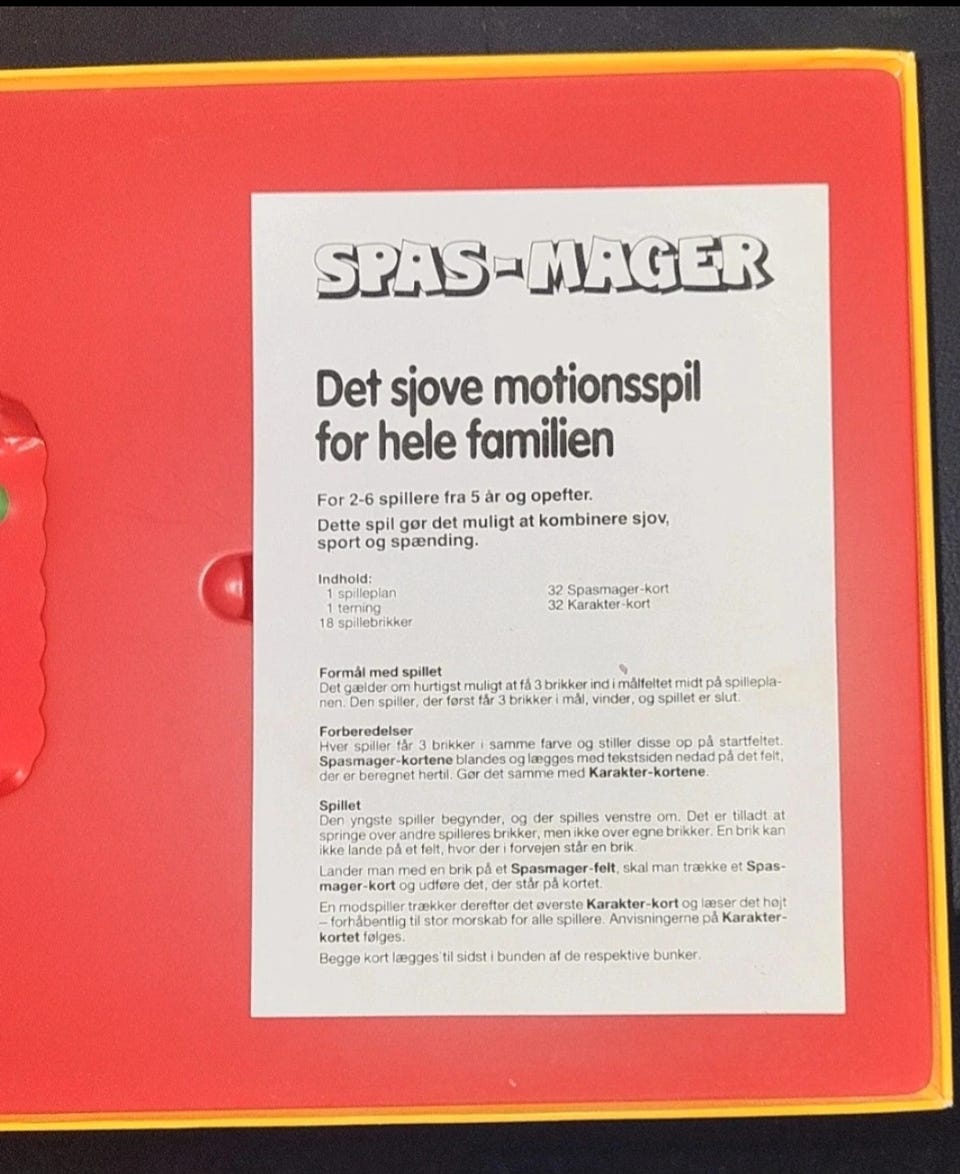 SPAS-MAGER
Det sjove motionsspil
for hele familien
For 2-6 spillere fra 5 år og opefter.
Dette spil gør det muligt at kombinere sjov,
sport og spænding.
Indhold:
1 spilleplan
1 terning
18 spillebrikker
32 Spasmager-kort
32 Karakter-kort
Formål med spillet
Det gælder om hurtigst muligt at få 3 brikker ind i målfeltet midt på spillepla-
nen. Den spiller, der først får 3 brikker i mål, vinder, og spillet er slut.
Forberedelser
Hver spiller får 3 brikker i samme farve og stiller disse op på startfeltet.
Spasmager-kortene blandes og lægges med tekstsiden nedad på det felt,
der er beregnet hertil. Gør det samme med Karakter-kortene.
Spillet
Den yngste spiller begynder, og der spilles venstre om. Det er tilladt at
springe over andre spilleres brikker, men ikke over egne brikker. En brik kan
ikke lande på et felt, hvor der i forvejen står en brik.
Lander man med en brik på et Spasmager-felt, skal man trække et Spas-
mager-kort og udføre det, der står på kortet.
En modspiller trækker derefter det øverste Karakter-kort og læser det højt
– forhåbentlig til stor morskab for alle spillere. Anvisningerne på Karakter-
kortet følges.
Begge kort lægges til sidst i bunden af de respektive bunker.